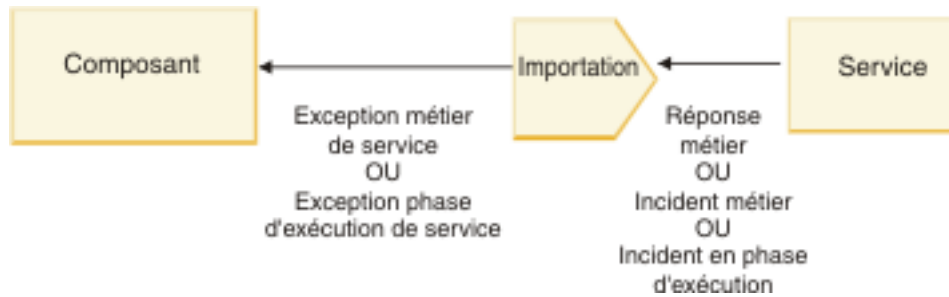 Composant
Importation
Service
Exception métier
de service
OU
Exception phase
d'exécution de service
Réponse
métier
OU
Incident métier
OU
Incident en phase
d'exécution